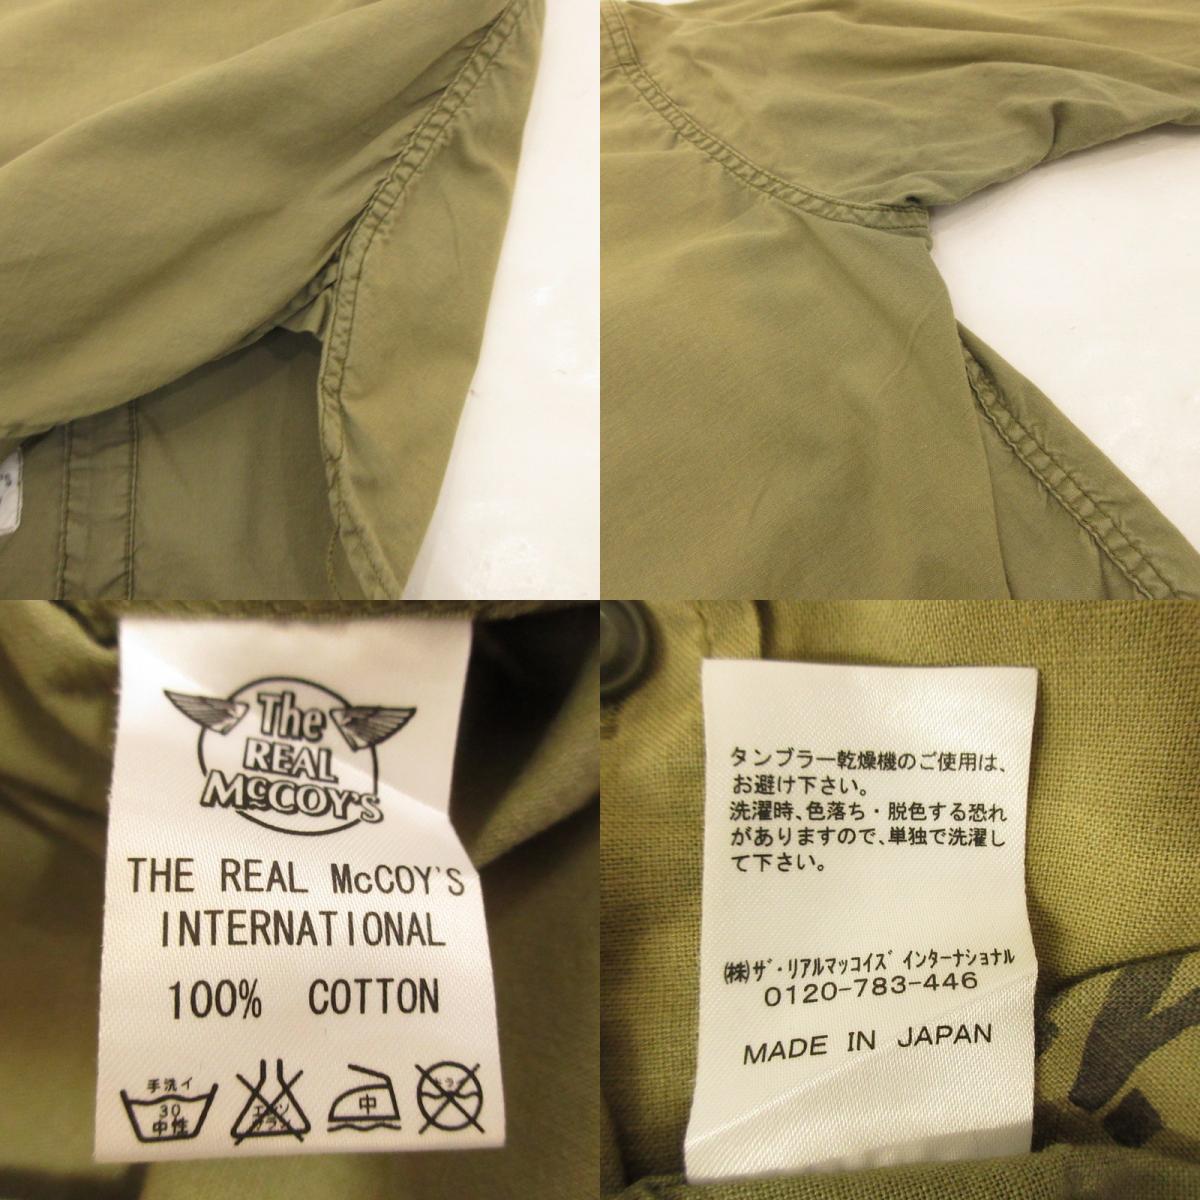 The
REAL
McCOY'S
THE REAL McCOY'S
INTERNATIONAL
100% COTTON
手洗イ
30
中性
エンソ
中
タンブラー乾燥機のご使用は、
お避け下さい。
洗濯時、色落ち・脱色する恐れ
がありますので、単独で洗濯し
て下さい。
㈱ｻﾞ・ﾘｱﾙﾏｯｺｲｽﾞ ｲﾝﾀｰﾅｼｮﾅﾙ
0120-783-446
MADE IN JAPAN